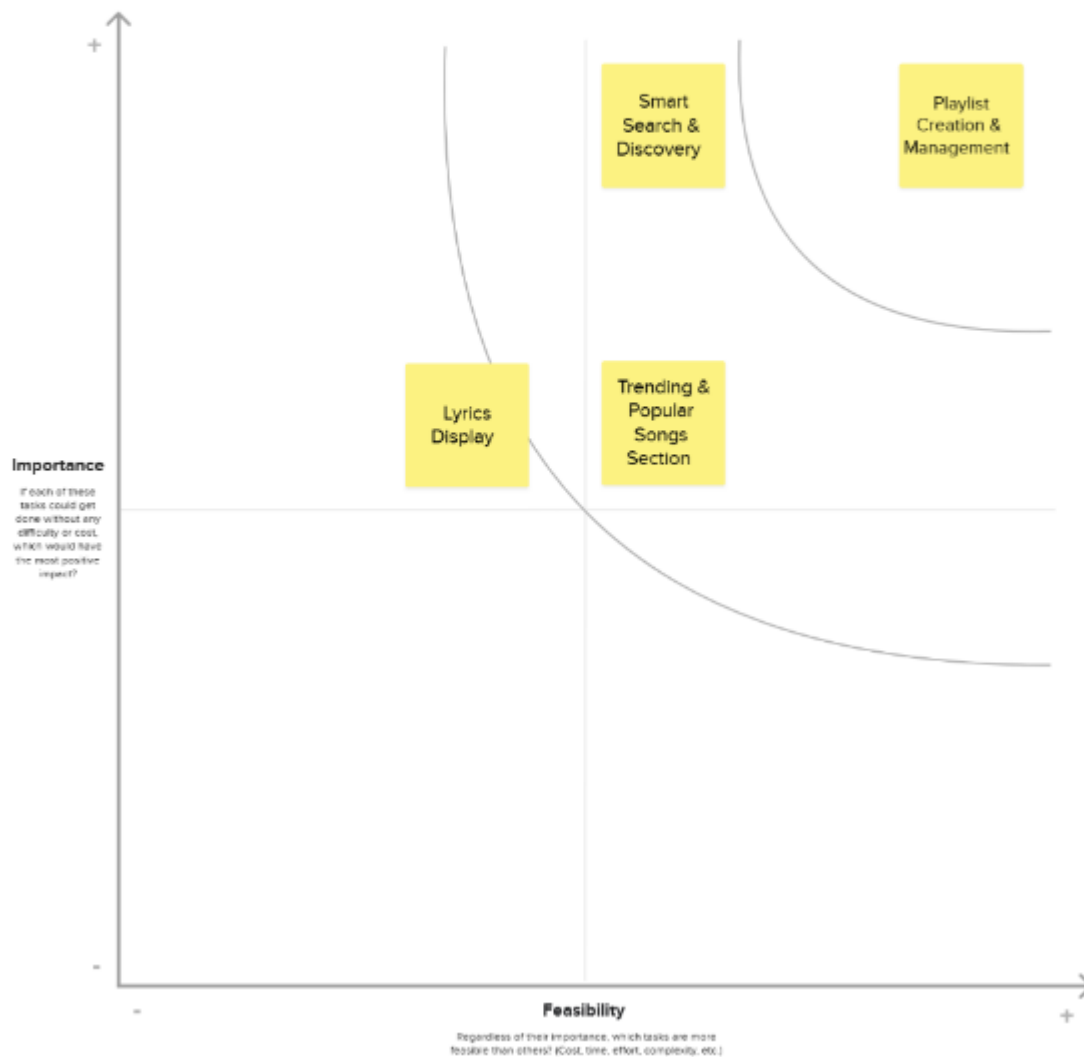 +
Smart
Search &
Discovery
Playlist
Creation &
Management
Lyrics
Display
Trending &
Popular
Songs
Section
Importance
If each of these
tasks could get
done without any
difficulty or cost,
which would have
the most positive
impact?
-
-
Feasibility
+
Regardless of their importance, which tasks are more
feasible than others? (Cost, time, effort, complexity, etc.)